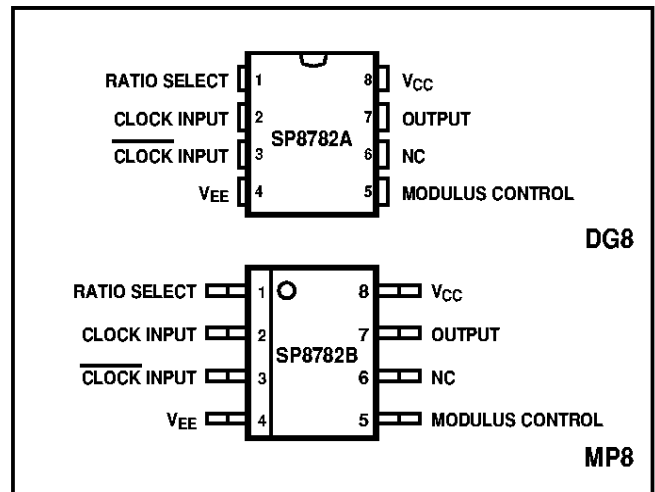 RATIO SELECT 1 8 VCC
CLOCK INPUT 2 7 OUTPUT
SP8782A
CLOCK INPUT 3 6 NC
VEE 4 5 MODULUS CONTROL
DG8
RATIO SELECT 1 8 VCC
CLOCK INPUT 2 7 OUTPUT
SP8782B
CLOCK INPUT 3 6 NC
VEE 4 5 MODULUS CONTROL
MP8